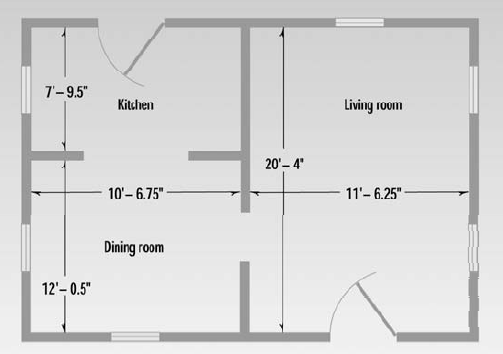 7'– 9.5"
Kitchen
Living room
20'– 4"
10'– 6.75"
11'– 6.25"
Dining room
12'– 0.5"